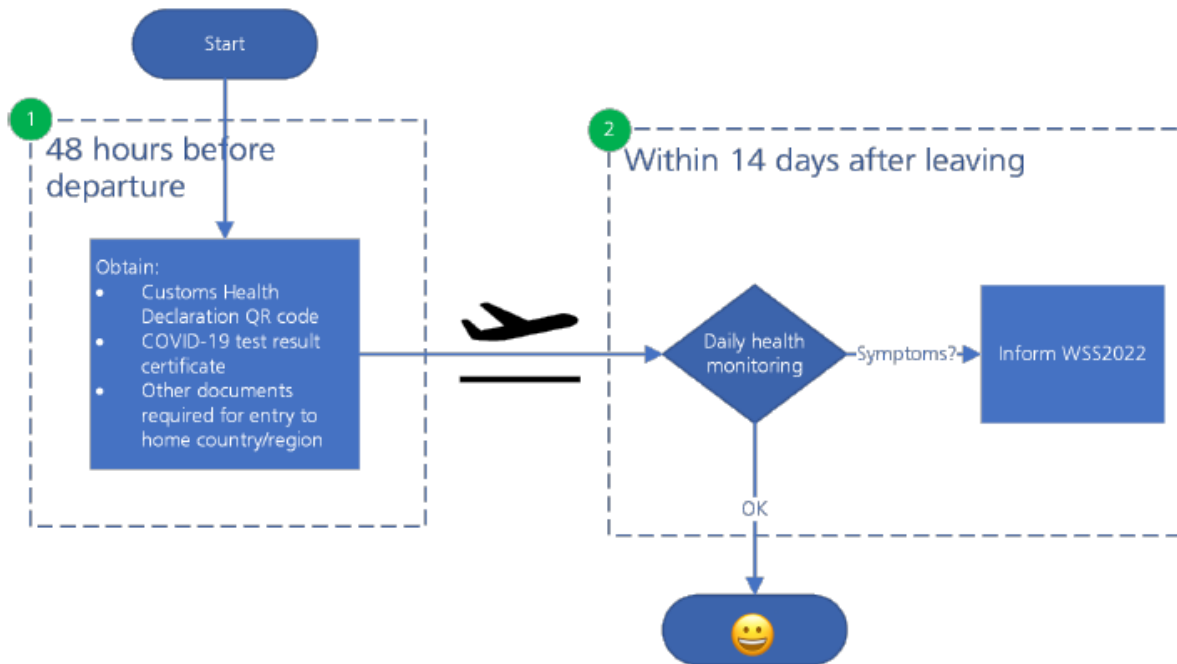 Start
1
48 hours before
departure
Obtain:
• Customs Health
Declaration QR code
• COVID-19 test result
certificate
• Other documents
required for entry to
home country/region
2
Within 14 days after leaving
Daily health
monitoring
Symptoms?
Inform WSS2022
OK